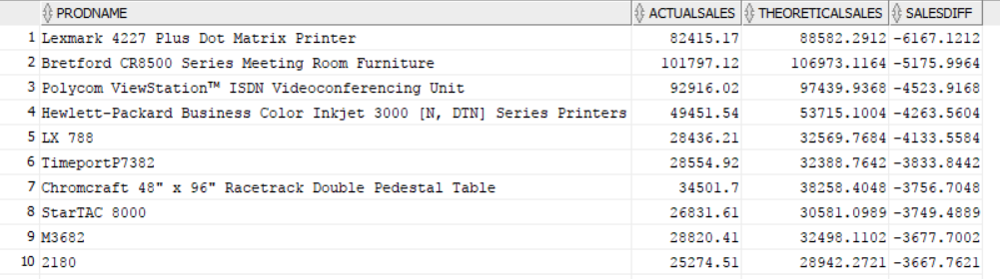 PRODNAME ACTUALSALES THEORETICALSALES SALESDIFF
1 Lexmark 4227 Plus Dot Matrix Printer 82415.17 88582.2912 -6167.1212
2 Bretford CR8500 Series Meeting Room Furniture 101797.12 106973.1164 -5175.9964
3 Polycom ViewStation™ ISDN Videoconferencing Unit 92916.02 97439.9368 -4523.9168
4 Hewlett-Packard Business Color Inkjet 3000 [N, DTN] Series Printers 49451.54 53715.1004 -4263.5604
5 LX 788 28436.21 32569.7684 -4133.5584
6 TimeportP7382 28554.92 32388.7642 -3833.8442
7 Chromcraft 48" x 96" Racetrack Double Pedestal Table 34501.7 38258.4048 -3756.7048
8 StarTAC 8000 26831.61 30581.0989 -3749.4889
9 M3682 28820.41 32498.1102 -3677.7002
10 2180 25274.51 28942.2721 -3667.7621